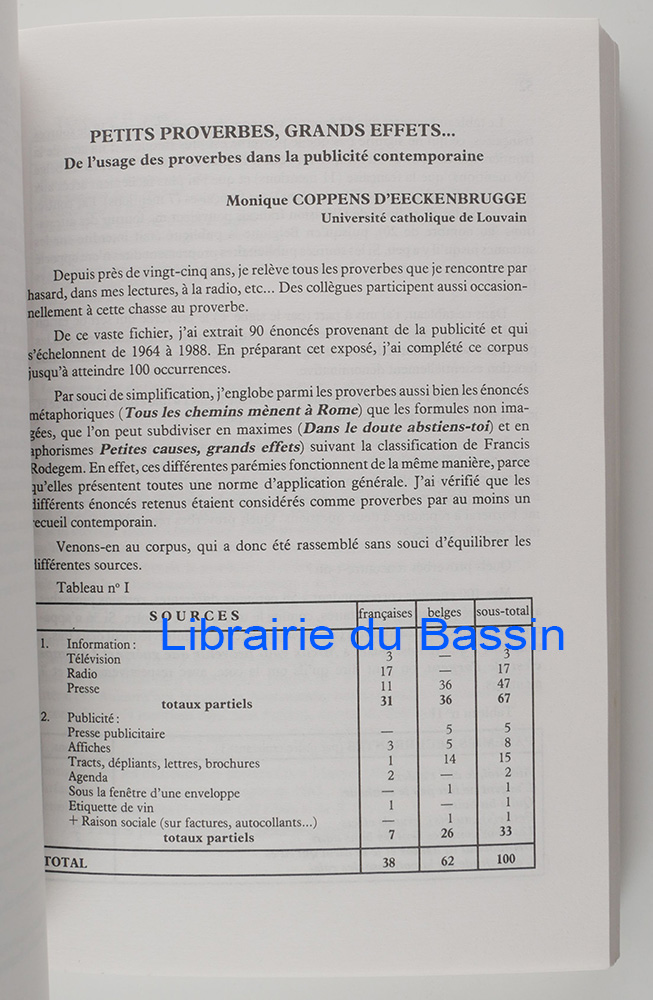 PETITS PROVERBES, GRANDS EFFETS...
De l'usage des proverbes dans la publicité contemporaine
Monique COPPENS D'EECKENBRUGGE
Université catholique de Louvain
Depuis près de vingt-cinq ans, je relève tous les proverbes que je rencontre par
hasard, dans mes lectures, à la radio, etc... Des collègues participent aussi occasion-
nellement à cette chasse au proverbe.
De ce vaste fichier, j'ai extrait 90 énoncés provenant de la publicité et qui
s'échelonnent de 1964 à 1988. En préparant cet exposé, j'ai complété ce corpus
jusqu'à atteindre 100 occurrences.
Par souci de simplification, j'englobe parmi les proverbes aussi bien les énoncés
métaphoriques (Tous les chemins mènent à Rome) que les formules non ima-
gées, que l'on peut subdiviser en maximes (Dans le doute abstiens-toi) et en
aphorismes Petites causes, grands effets) suivant la classification de Francis
Rodegem. En effet, ces différentes parémies fonctionnent de la même manière, parce
qu'elles présentent toutes une norme d'application générale. J'ai vérifié que les
différents énoncés retenus étaient considérés comme proverbes par au moins un
recueil contemporain.
Venons-en au corpus, qui a donc été rassemblé sans souci d'équilibrer les
différentes sources.
Tableau n° I
SOURCES françaises belges sous-total
Librairie du Bassin
1. Information :
Télévision 3 — 3
Radio 17 — 17
Presse 11 36 47
totaux partiels 31 36 67
2. Publicité :
Presse publicitaire — 5 5
Affiches 3 5 8
Tracts, dépliants, lettres, brochures 1 14 15
Agenda 2 — 2
Sous la fenêtre d'une enveloppe — 1 1
Etiquette de vin 1 — 1
+ Raison sociale (sur factures, autocollants...) — 1 1
totaux partiels 7 26 33
TOTAL 38 62 100